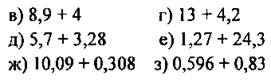 в) 8,9 + 4 г) 13 + 4,2
д) 5,7 + 3,28 е) 1,27 + 24,3
ж) 10,09 + 0,308 з) 0,596 + 0,83